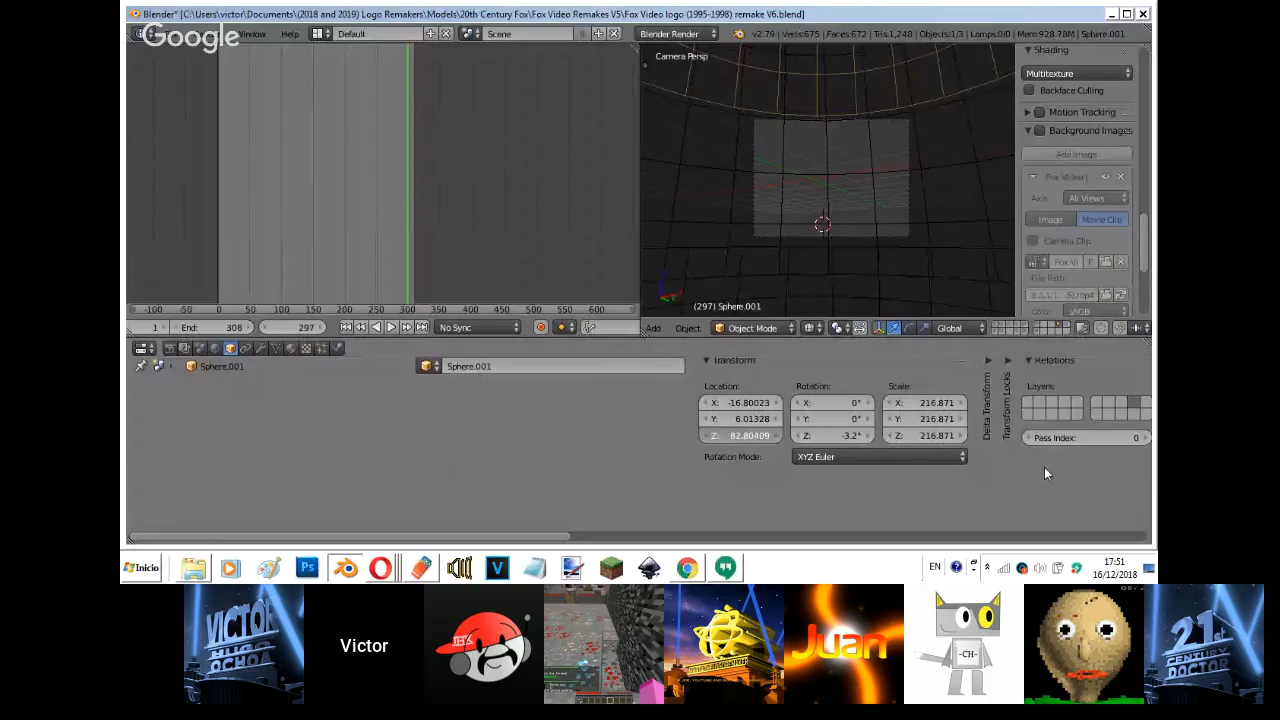 Blender* [C:\Users\victor\Documents\(2018 and 2019) Logo Remakers\Models\20th Century Fox\Fox Video Remakes V5\Fox Video logo (1995-1998) remake V6.blend]
Google
Window Help Default Scene Blender Render v2.79 | Verts:675 | Faces:672 | Tris:1,248 | Objects:1/3 | Lamps:0/0 | Mem:928.78M | Sphere.001
Camera Persp
Shading
Multitexture
Backface Culling
Motion Tracking
Background Images
Add Image
Fox Video (
Axis: All Views
Image Movie Clip
Camera Clip
Fox Vi F
File Path
Color: sRGB
(297) Sphere.001
-100 -50 0 50 100 150 200 250 300 350 400 450 500 550 600
1 End: 308 297 No Sync
Add Object Object Mode Global
Sphere.001
Sphere.001
Transform
Location: Rotation: Scale:
X: -16.80023 X: 0° X: 216.871
Y: 6.01328 Y: 0° Y: 216.871
Z: 82.80409 Z: -3.2° Z: 216.871
Rotation Mode: XYZ Euler
Delta Transform
Transform Locks
Relations
Layers:
Pass Index: 0
Inicio
Ps
V
EN
17:51
16/12/2018
VICTOR
HUGO
OCHOA
Victor
Juan
-CH-
21st
CENTURY
DOCTOR